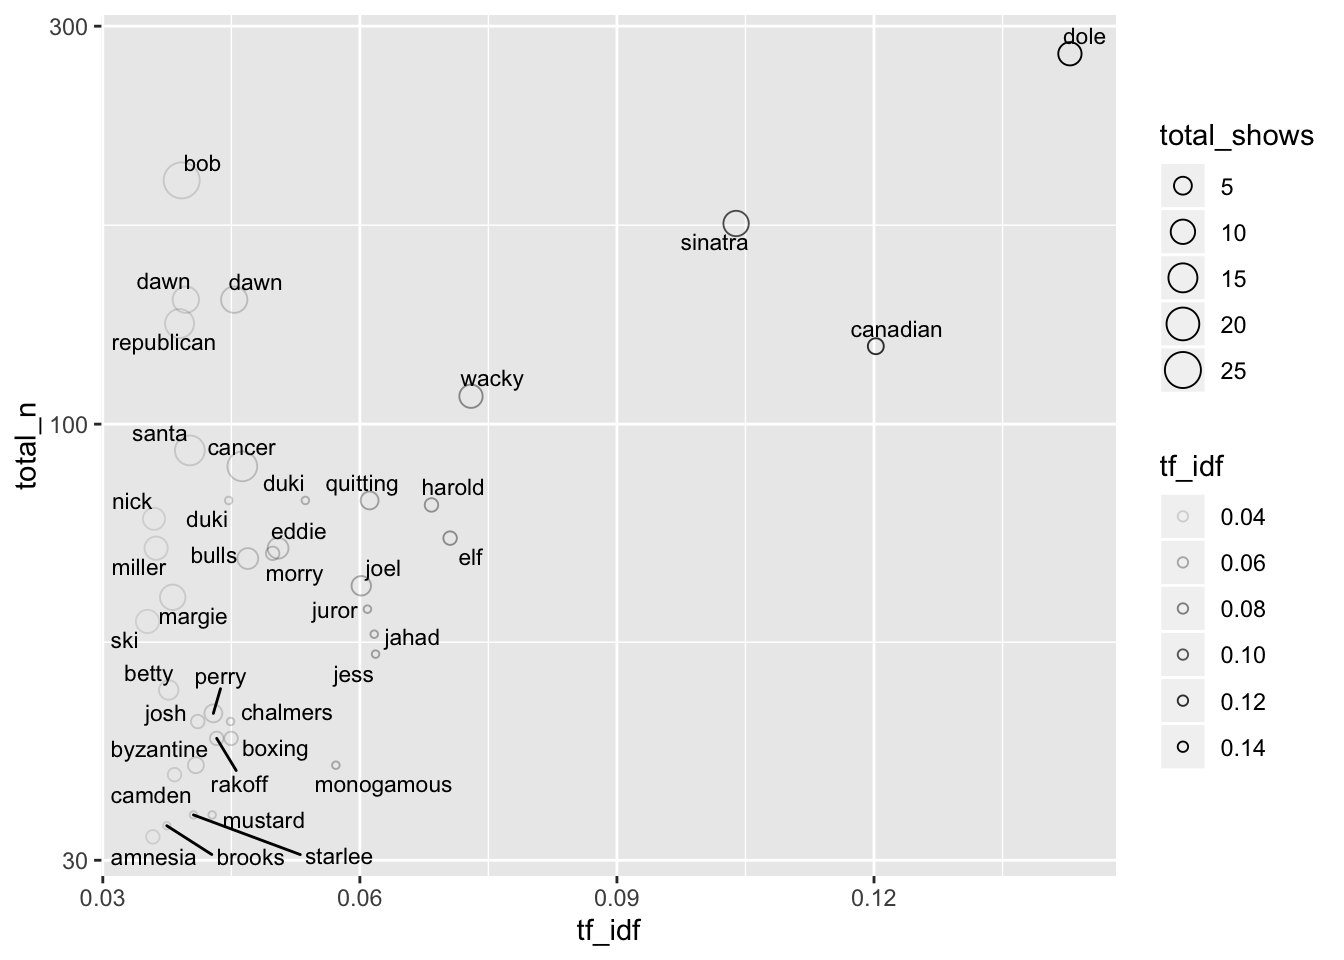 300
100
30
total_n
0.03
0.06
0.09
0.12
tf_idf
dole
bob
sinatra
dawn
dawn
republican
canadian
wacky
santa
cancer
duki
quitting
harold
nick
duki
eddie
bulls
elf
miller
morry
joel
juror
margie
ski
jahad
betty
perry
jess
josh
chalmers
byzantine
boxing
rakoff
monogamous
camden
mustard
amnesia
brooks
starlee
total_shows
5
10
15
20
25
tf_idf
0.04
0.06
0.08
0.10
0.12
0.14